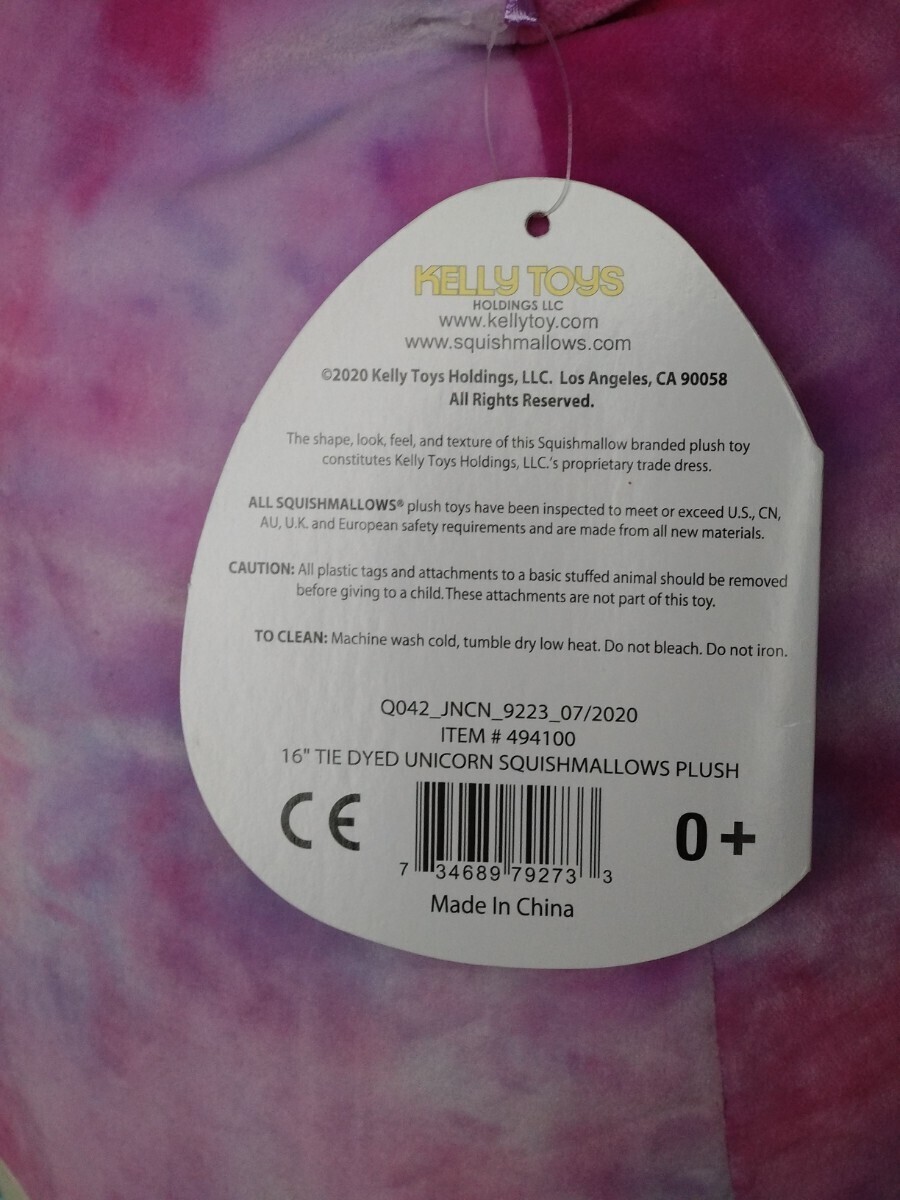 KELLY TOYS
HOLDINGS LLC
www.kellytoy.com
www.squishmallows.com
©2020 Kelly Toys Holdings, LLC. Los Angeles, CA 90058
All Rights Reserved.
The shape, look, feel, and texture of this Squishmallow branded plush toy
constitutes Kelly Toys Holdings, LLC.'s proprietary trade dress.
ALL SQUISHMALLOWS® plush toys have been inspected to meet or exceed U.S., CN,
AU, U.K. and European safety requirements and are made from all new materials.
CAUTION: All plastic tags and attachments to a basic stuffed animal should be removed
before giving to a child. These attachments are not part of this toy.
TO CLEAN: Machine wash cold, tumble dry low heat. Do not bleach. Do not iron.
Q042_JNCN_9223_07/2020
ITEM # 494100
16" TIE DYED UNICORN SQUISHMALLOWS PLUSH
CE 0+
7 34689 79273 3
Made In China